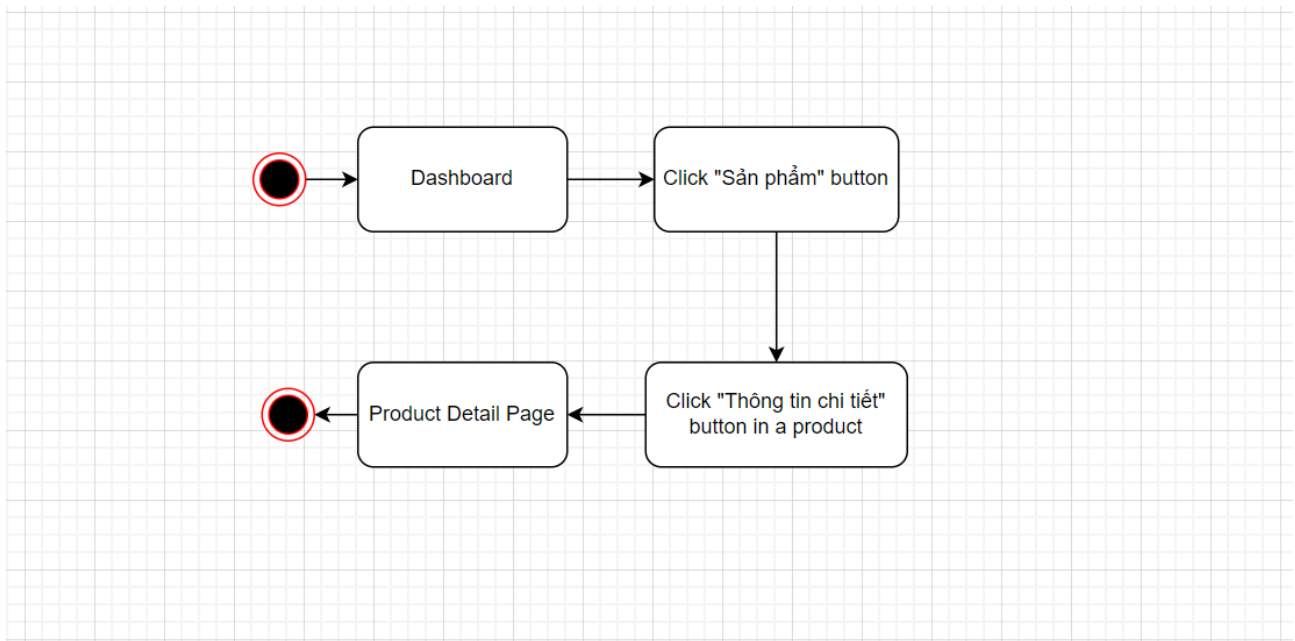 Dashboard
Click "Sản phẩm" button
Click "Thông tin chi tiết"
button in a product
Product Detail Page